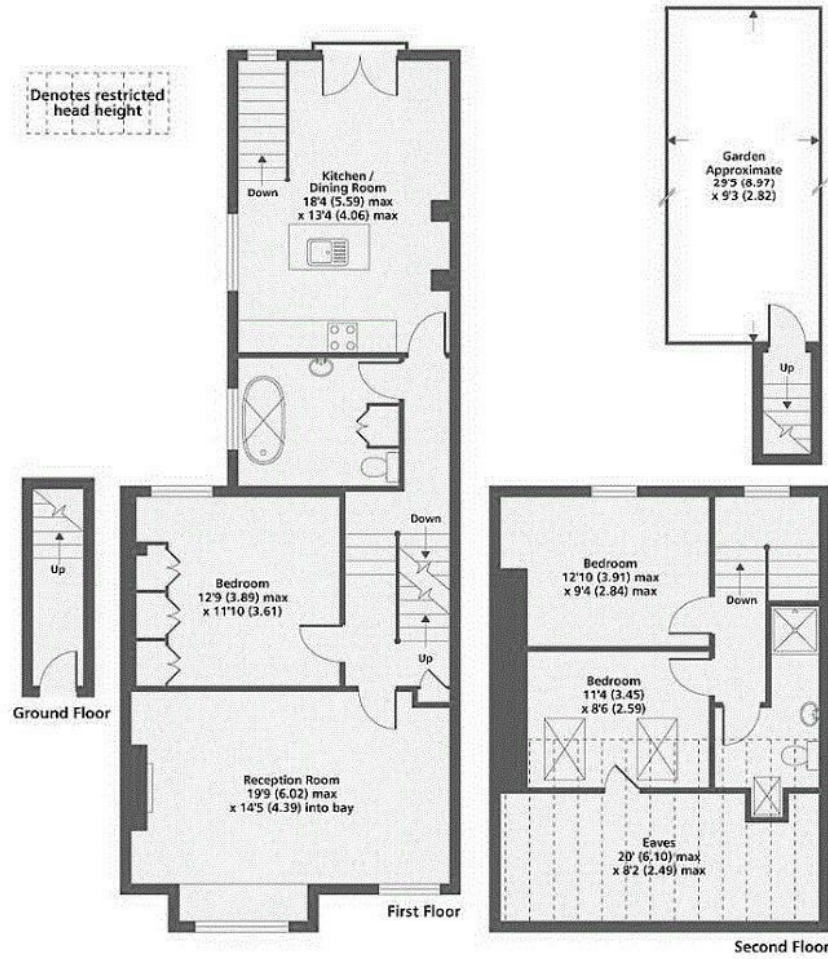 Denotes restricted
head height
Down
Kitchen /
Dining Room
18'4 (5.59) max
x 13'4 (4.06) max
Garden
Approximate
29'5 (8.97)
x 9'3 (2.82)
Up
Up
Ground Floor
Bedroom
12'9 (3.89) max
x 11'10 (3.61)
Down
Up
Reception Room
19'9 (6.02) max
x 14'5 (4.39) into bay
First Floor
Bedroom
12'10 (3.91) max
x 9'4 (2.84) max
Down
Bedroom
11'4 (3.45)
x 8'6 (2.59)
Eaves
20' (6.10) max
x 8'2 (2.49) max
Second Floor